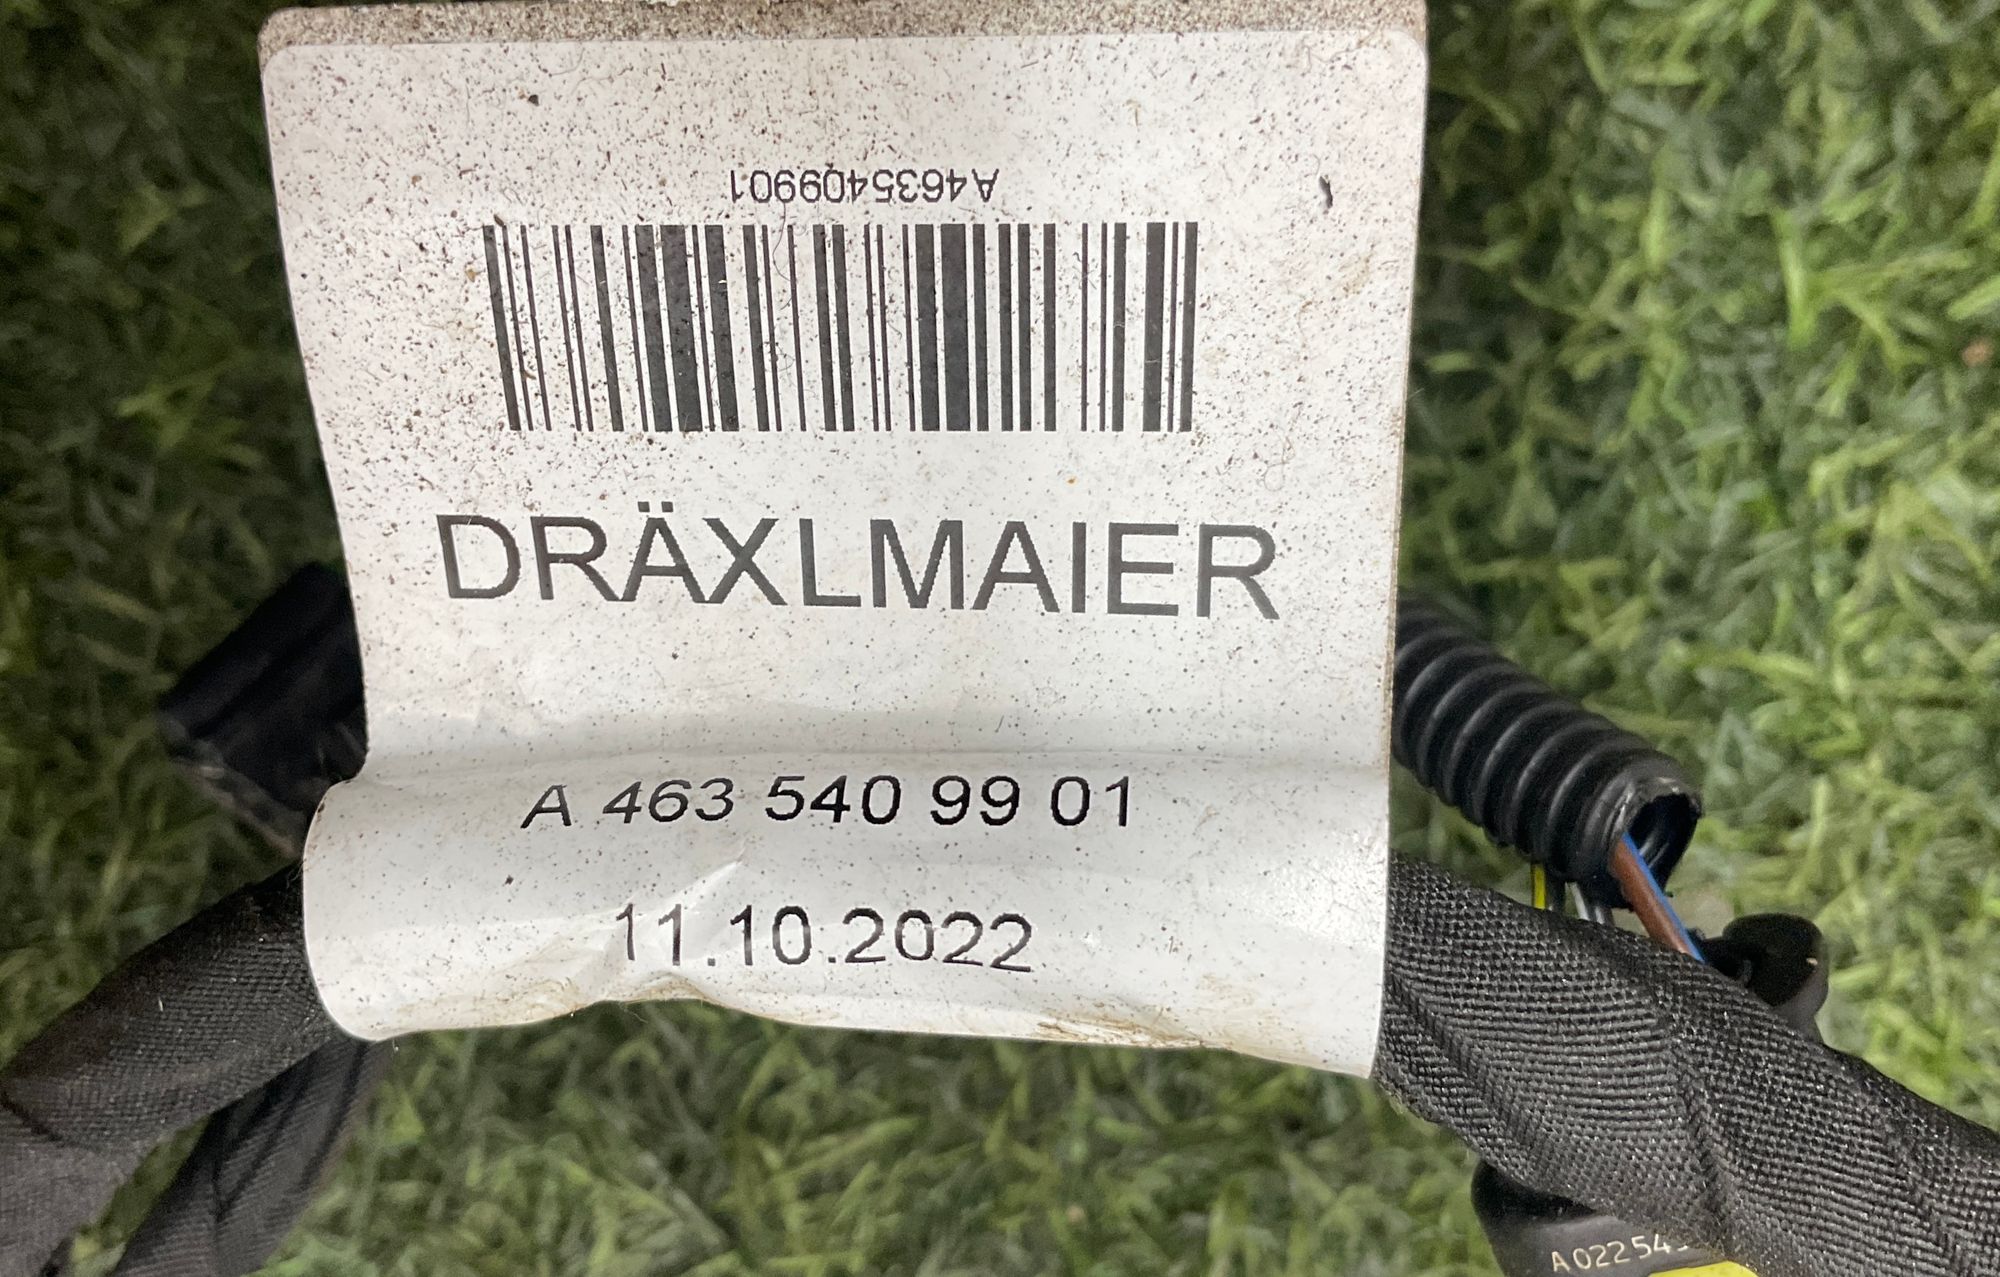 A4635409901
DRÄXLMAIER
A 463 540 99 01
11.10.2022
A02254